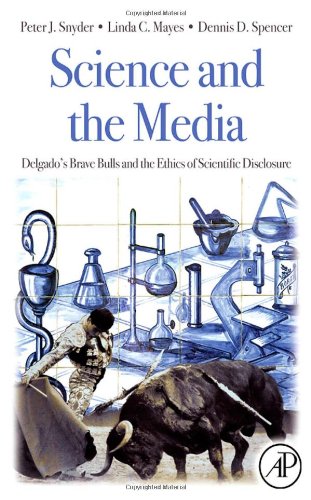 Peter J. Snyder • Linda C. Mayes • Dennis D. Spencer
Science and
the Media
Delgado's Brave Bulls and the Ethics of Scientific Disclosure
AP